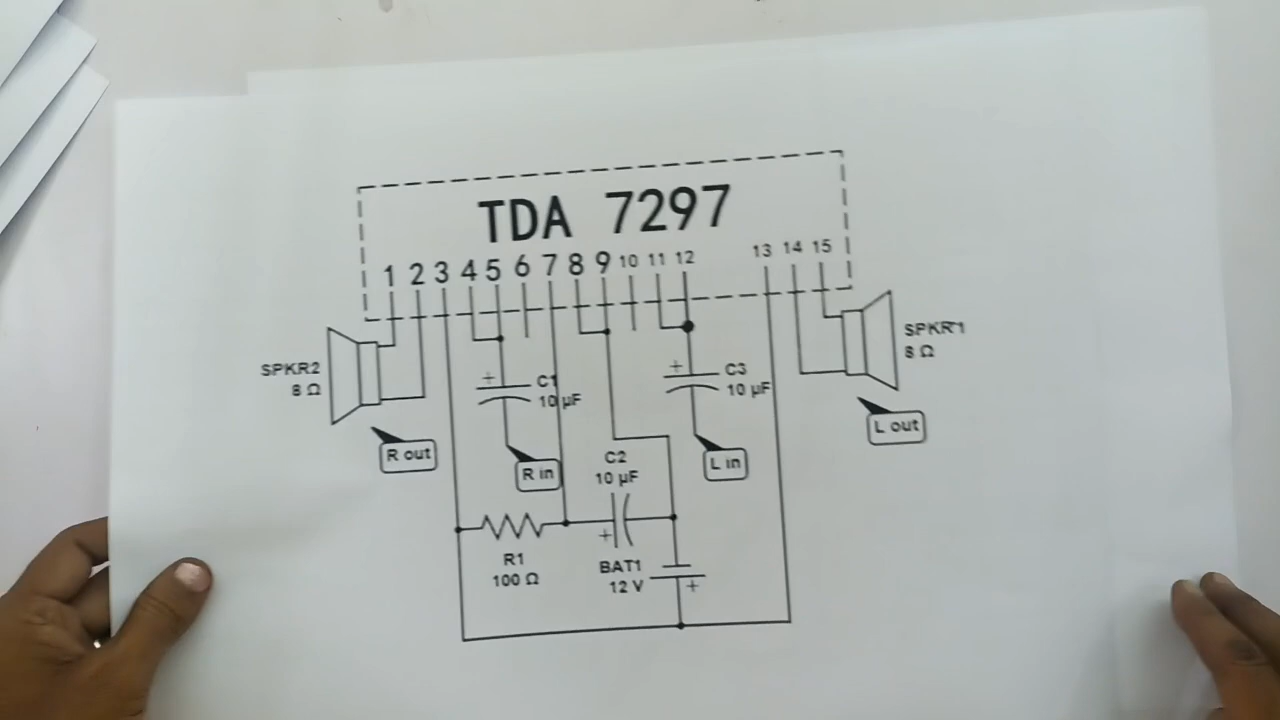 TDA 7297
1 2 3 4 5 6 7 8 9 10 11 12 13 14 15
SPKR2
8 Ω
R out
+
C1
10 µF
R in
C2
10 µF
+
R1
100 Ω
BAT1
12 V
+
+
C3
10 µF
L in
SPKR1
8 Ω
L out